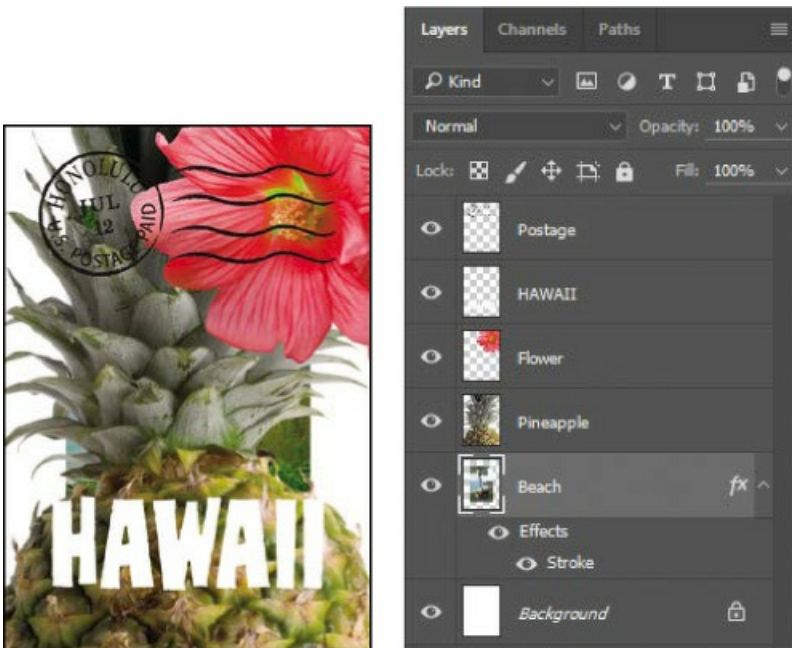 HONOLULU
JUL
12
U.S. POSTAGE PAID
HAWAII
Layers Channels Paths
Kind
Normal Opacity: 100%
Lock: Fill: 100%
Postage
HAWAII
Flower
Pineapple
Beach fx
Effects
Stroke
Background